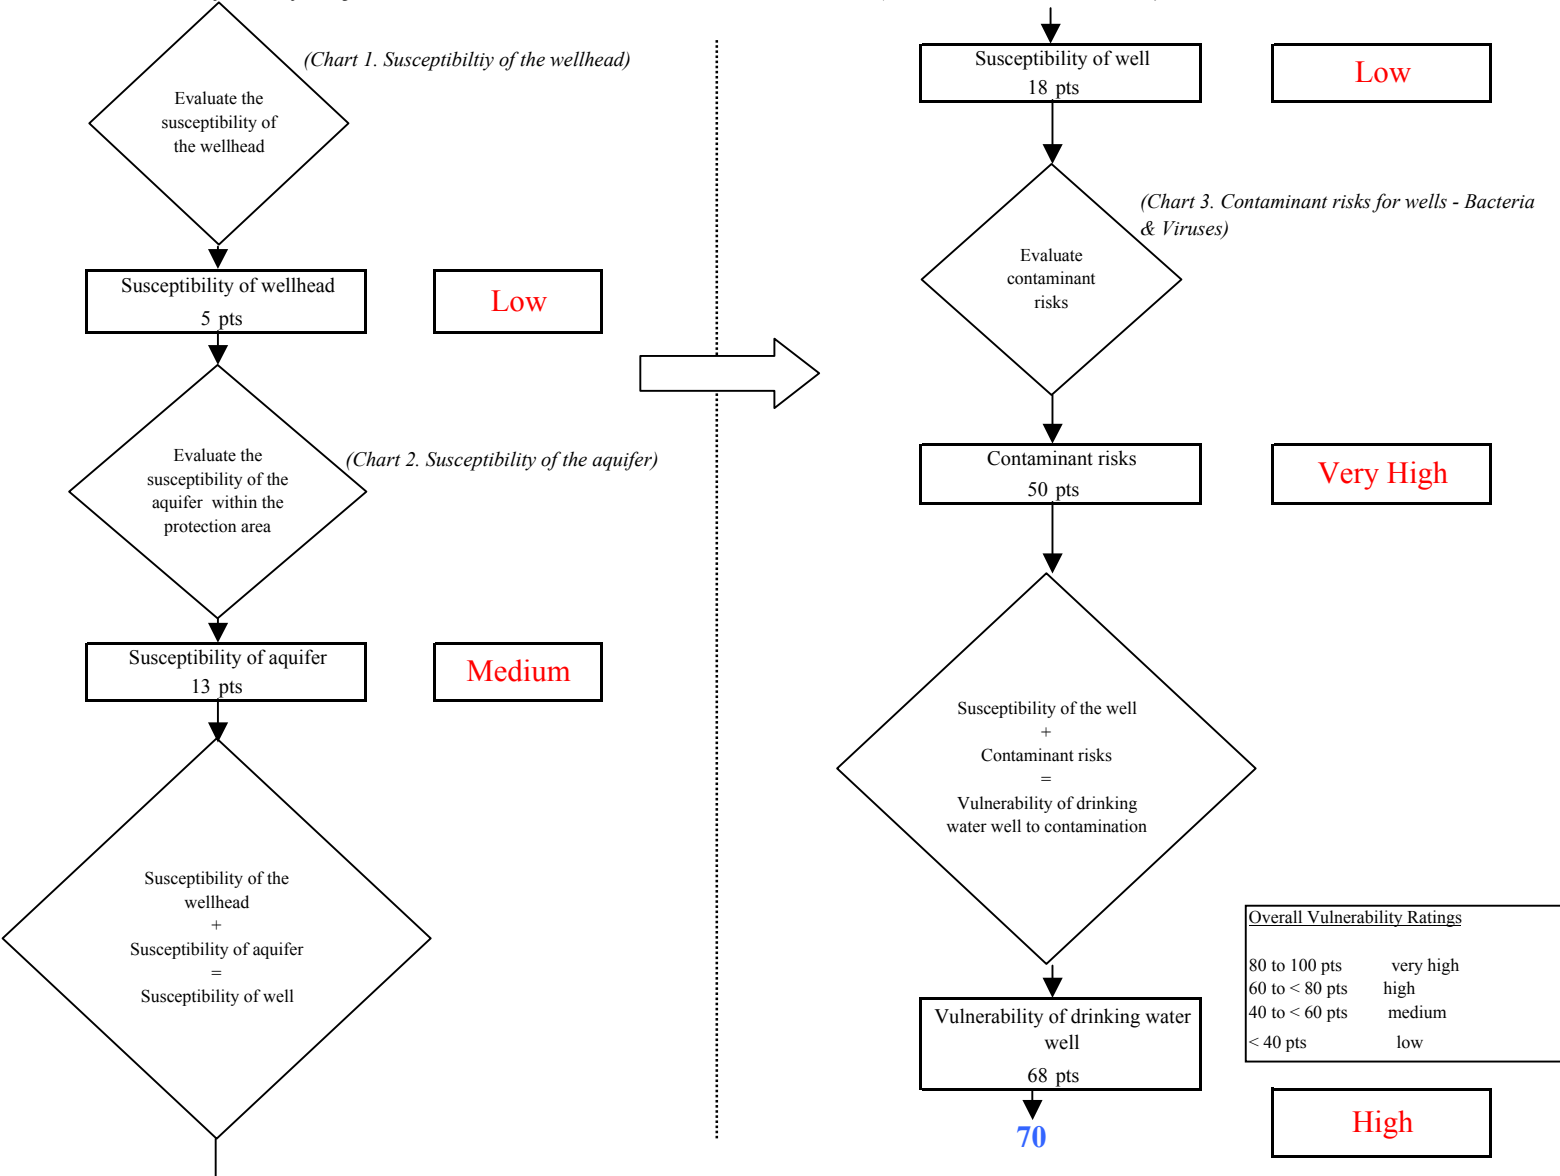 (Chart 1. Susceptibiltiy of the wellhead)
Evaluate the
susceptibility of
the wellhead
Susceptibility of wellhead
5 pts
Low
(Chart 2. Susceptibility of the aquifer)
Evaluate the
susceptibility of the
aquifer within the
protection area
Susceptibility of aquifer
13 pts
Medium
Susceptibility of the
wellhead
+
Susceptibility of aquifer
=
Susceptibility of well
Susceptibility of well
18 pts
Low
(Chart 3. Contaminant risks for wells - Bacteria
& Viruses)
Evaluate
contaminant
risks
Contaminant risks
50 pts
Very High
Susceptibility of the well
+
Contaminant risks
=
Vulnerability of drinking
water well to contamination
Overall Vulnerability Ratings
80 to 100 pts very high
60 to < 80 pts high
40 to < 60 pts medium
< 40 pts low
Vulnerability of drinking water
well
68 pts
70
High